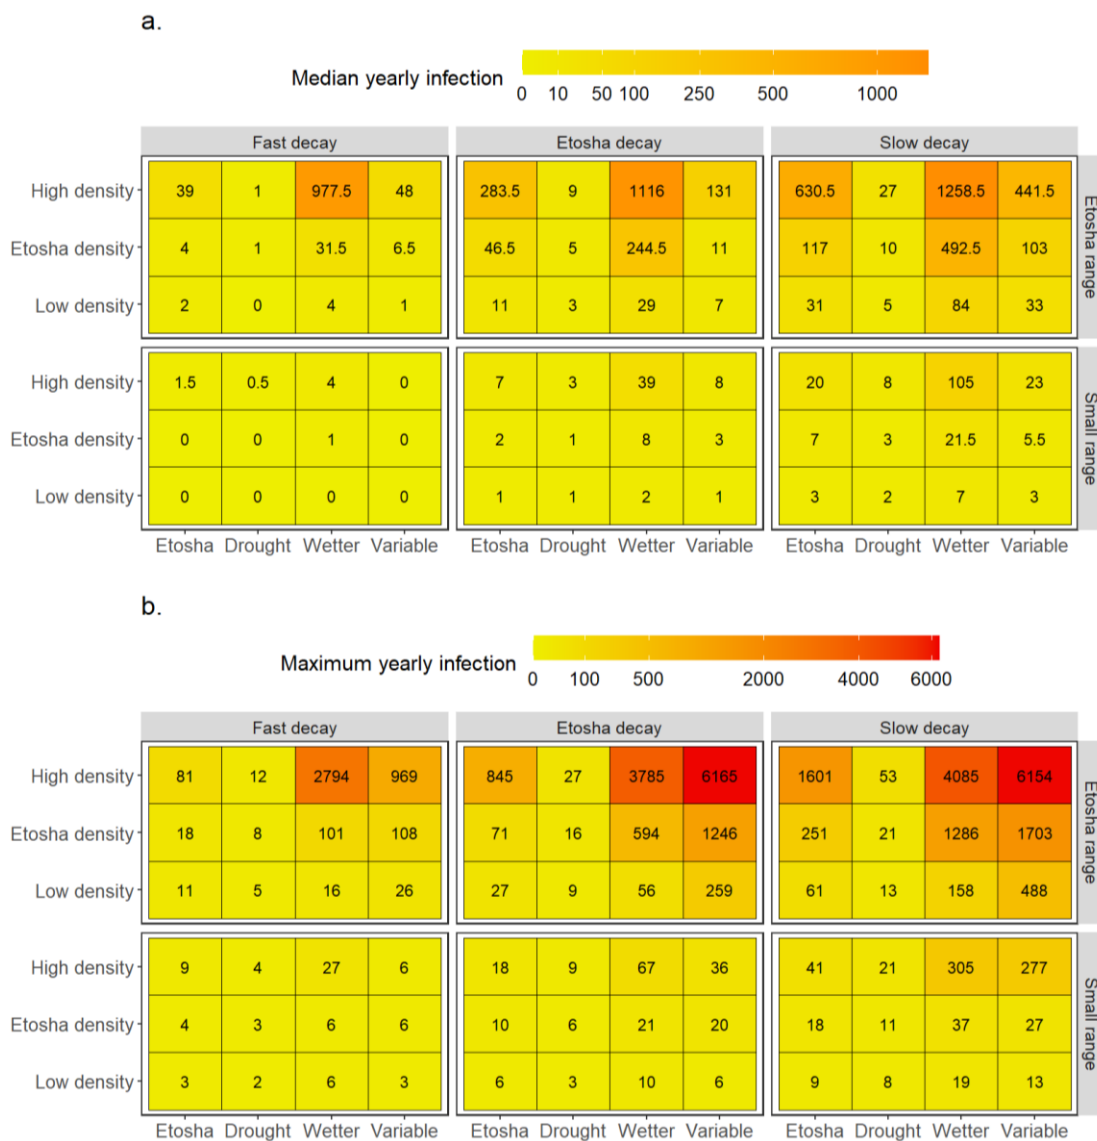 a.
Median yearly infection
0 10 50 100 250 500 1000
Fast decay Etosha decay Slow decay
High density 39 1 977.5 48 283.5 9 1116 131 630.5 27 1258.5 441.5
Etosha density 4 1 31.5 6.5 46.5 5 244.5 11 117 10 492.5 103
Low density 2 0 4 1 11 3 29 7 31 5 84 33
Etosha range
High density 1.5 0.5 4 0 7 3 39 8 20 8 105 23
Etosha density 0 0 1 0 2 1 8 3 7 3 21.5 5.5
Low density 0 0 0 0 1 1 2 1 3 2 7 3
Small range
Etosha Drought Wetter Variable Etosha Drought Wetter Variable Etosha Drought Wetter Variable
b.
Maximum yearly infection
0 100 500 2000 4000 6000
Fast decay Etosha decay Slow decay
High density 81 12 2794 969 845 27 3785 6165 1601 53 4085 6154
Etosha density 18 8 101 108 71 16 594 1246 251 21 1286 1703
Low density 11 5 16 26 27 9 56 259 61 13 158 488
Etosha range
High density 9 4 27 6 18 9 67 36 41 21 305 277
Etosha density 4 3 6 6 10 6 21 20 18 11 37 27
Low density 3 2 6 3 6 3 10 6 9 8 19 13
Small range
Etosha Drought Wetter Variable Etosha Drought Wetter Variable Etosha Drought Wetter Variable